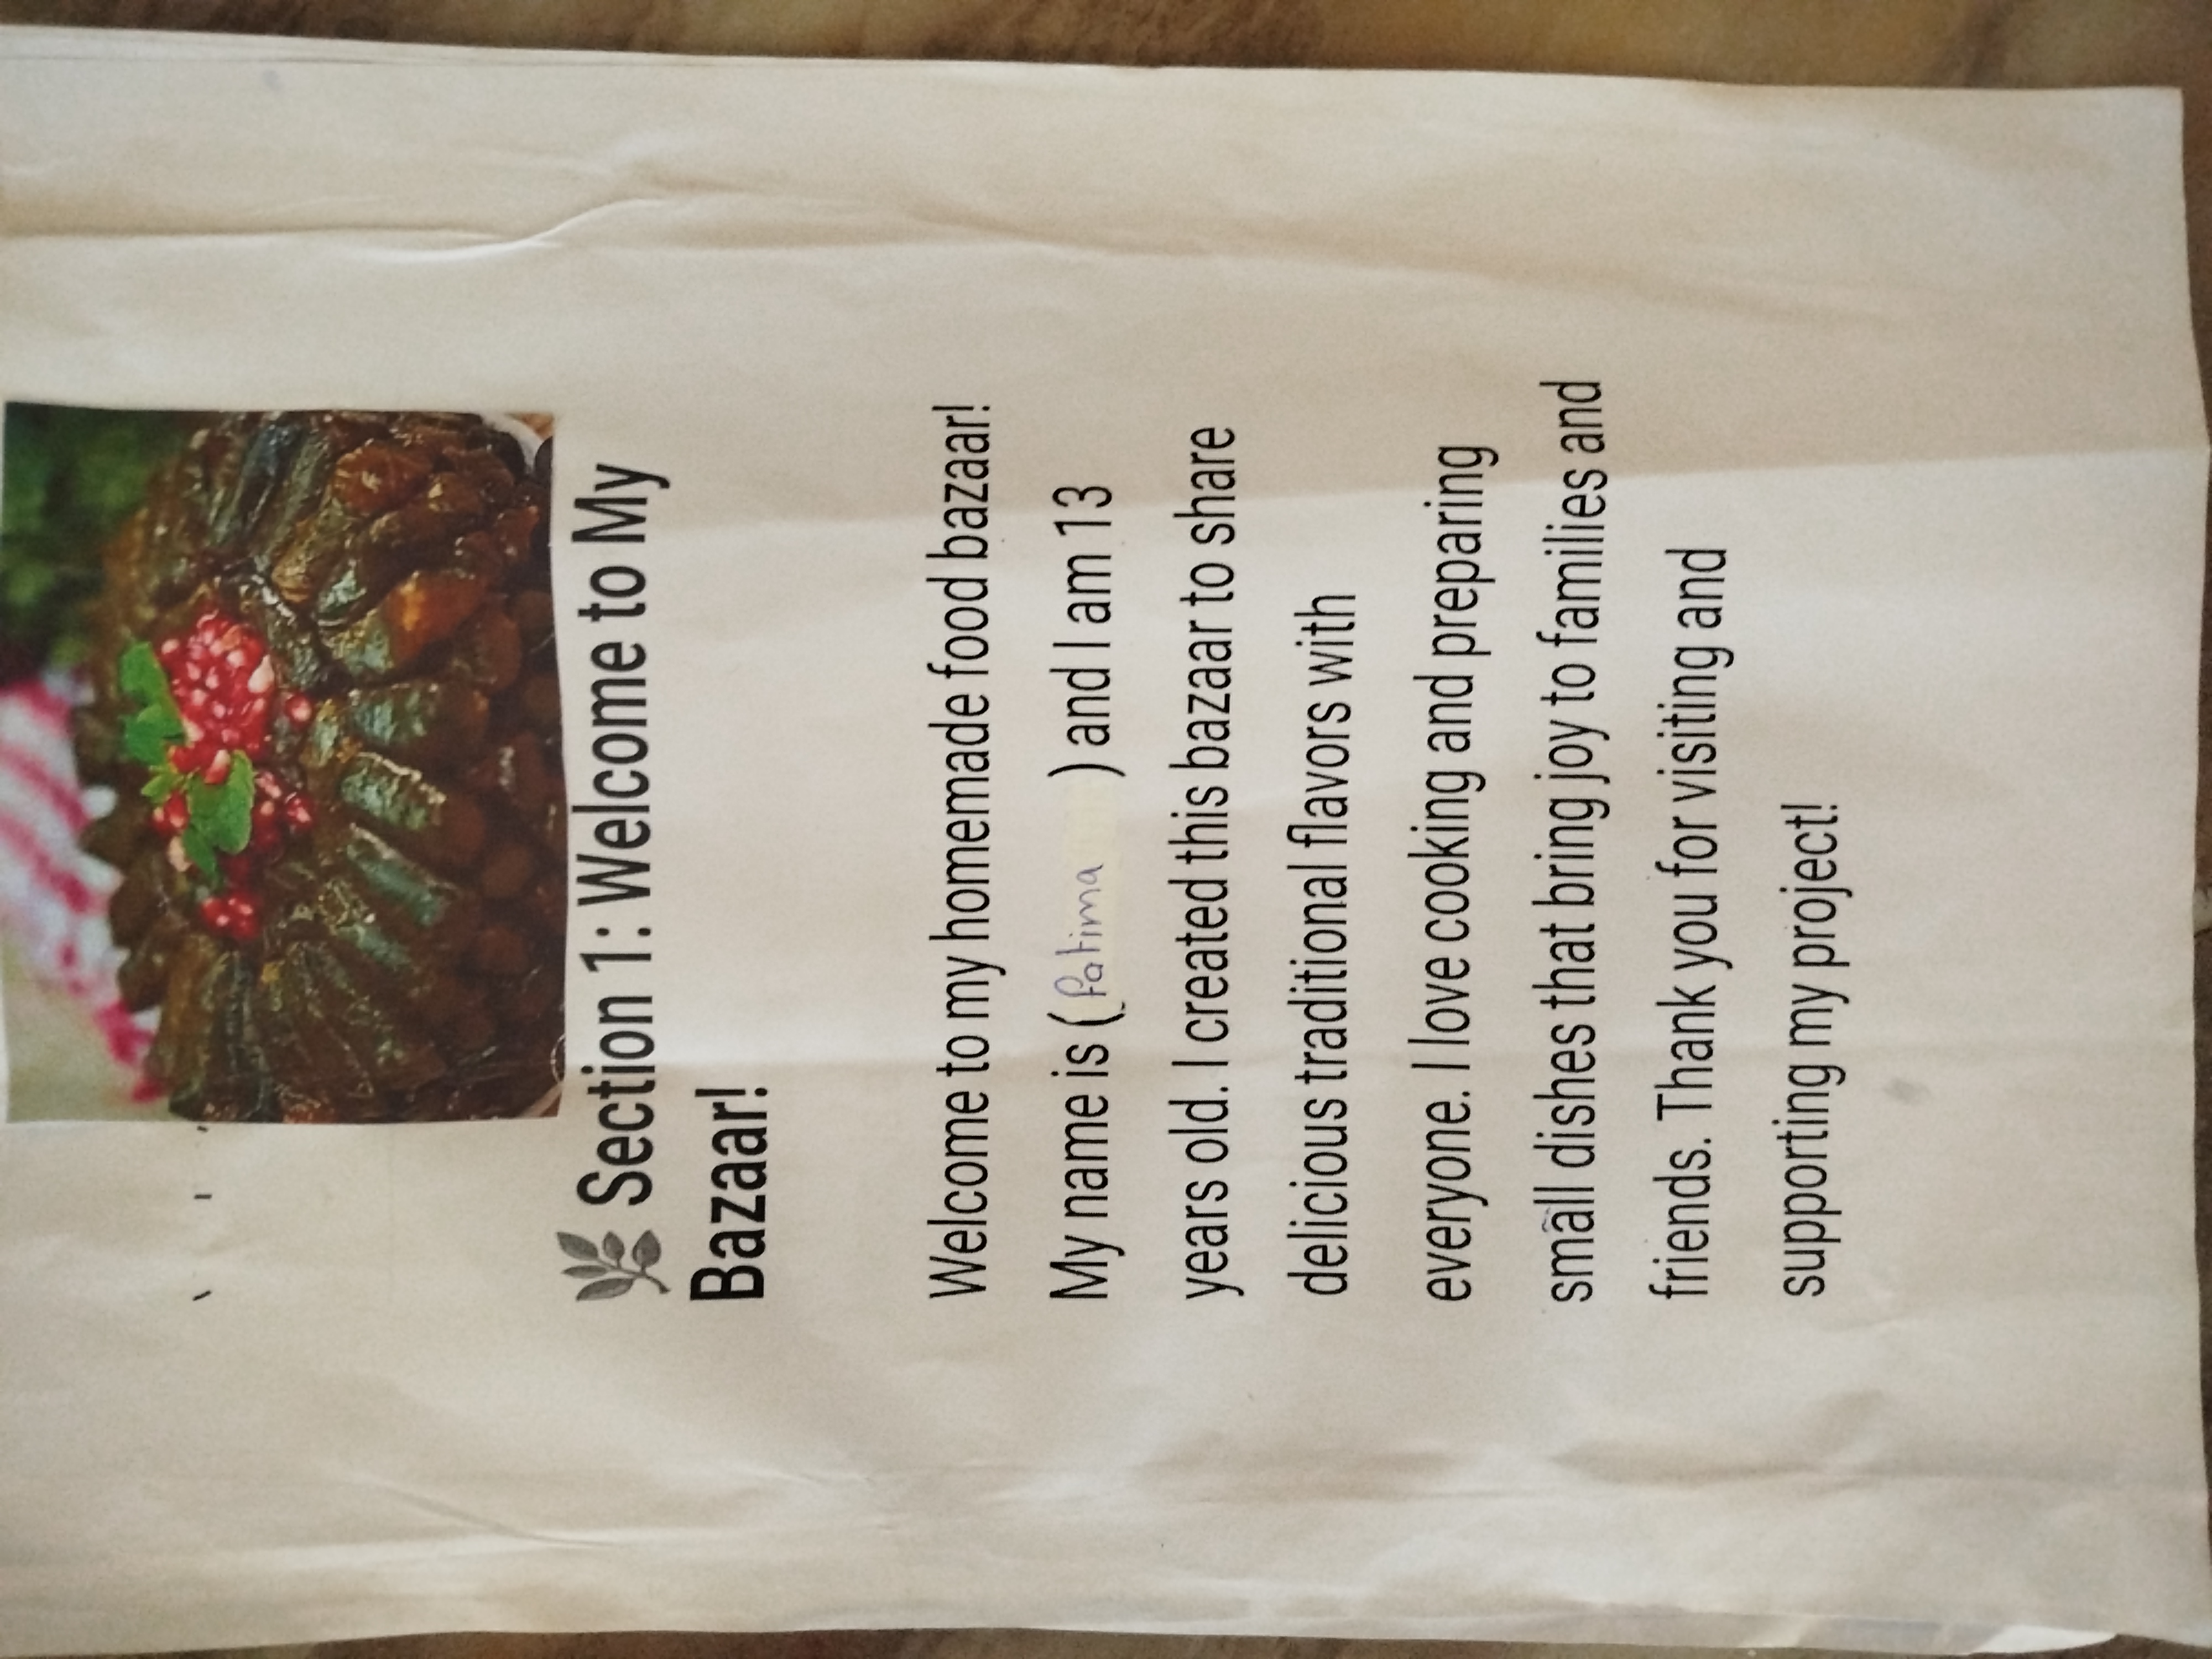 Section 1: Welcome to My
Bazaar!
Welcome to my homemade food bazaar!
My name is (fatima) and I am 13
years old. I created this bazaar to share
delicious traditional flavors with
everyone. I love cooking and preparing
small dishes that bring joy to families and
friends. Thank you for visiting and
supporting my project!